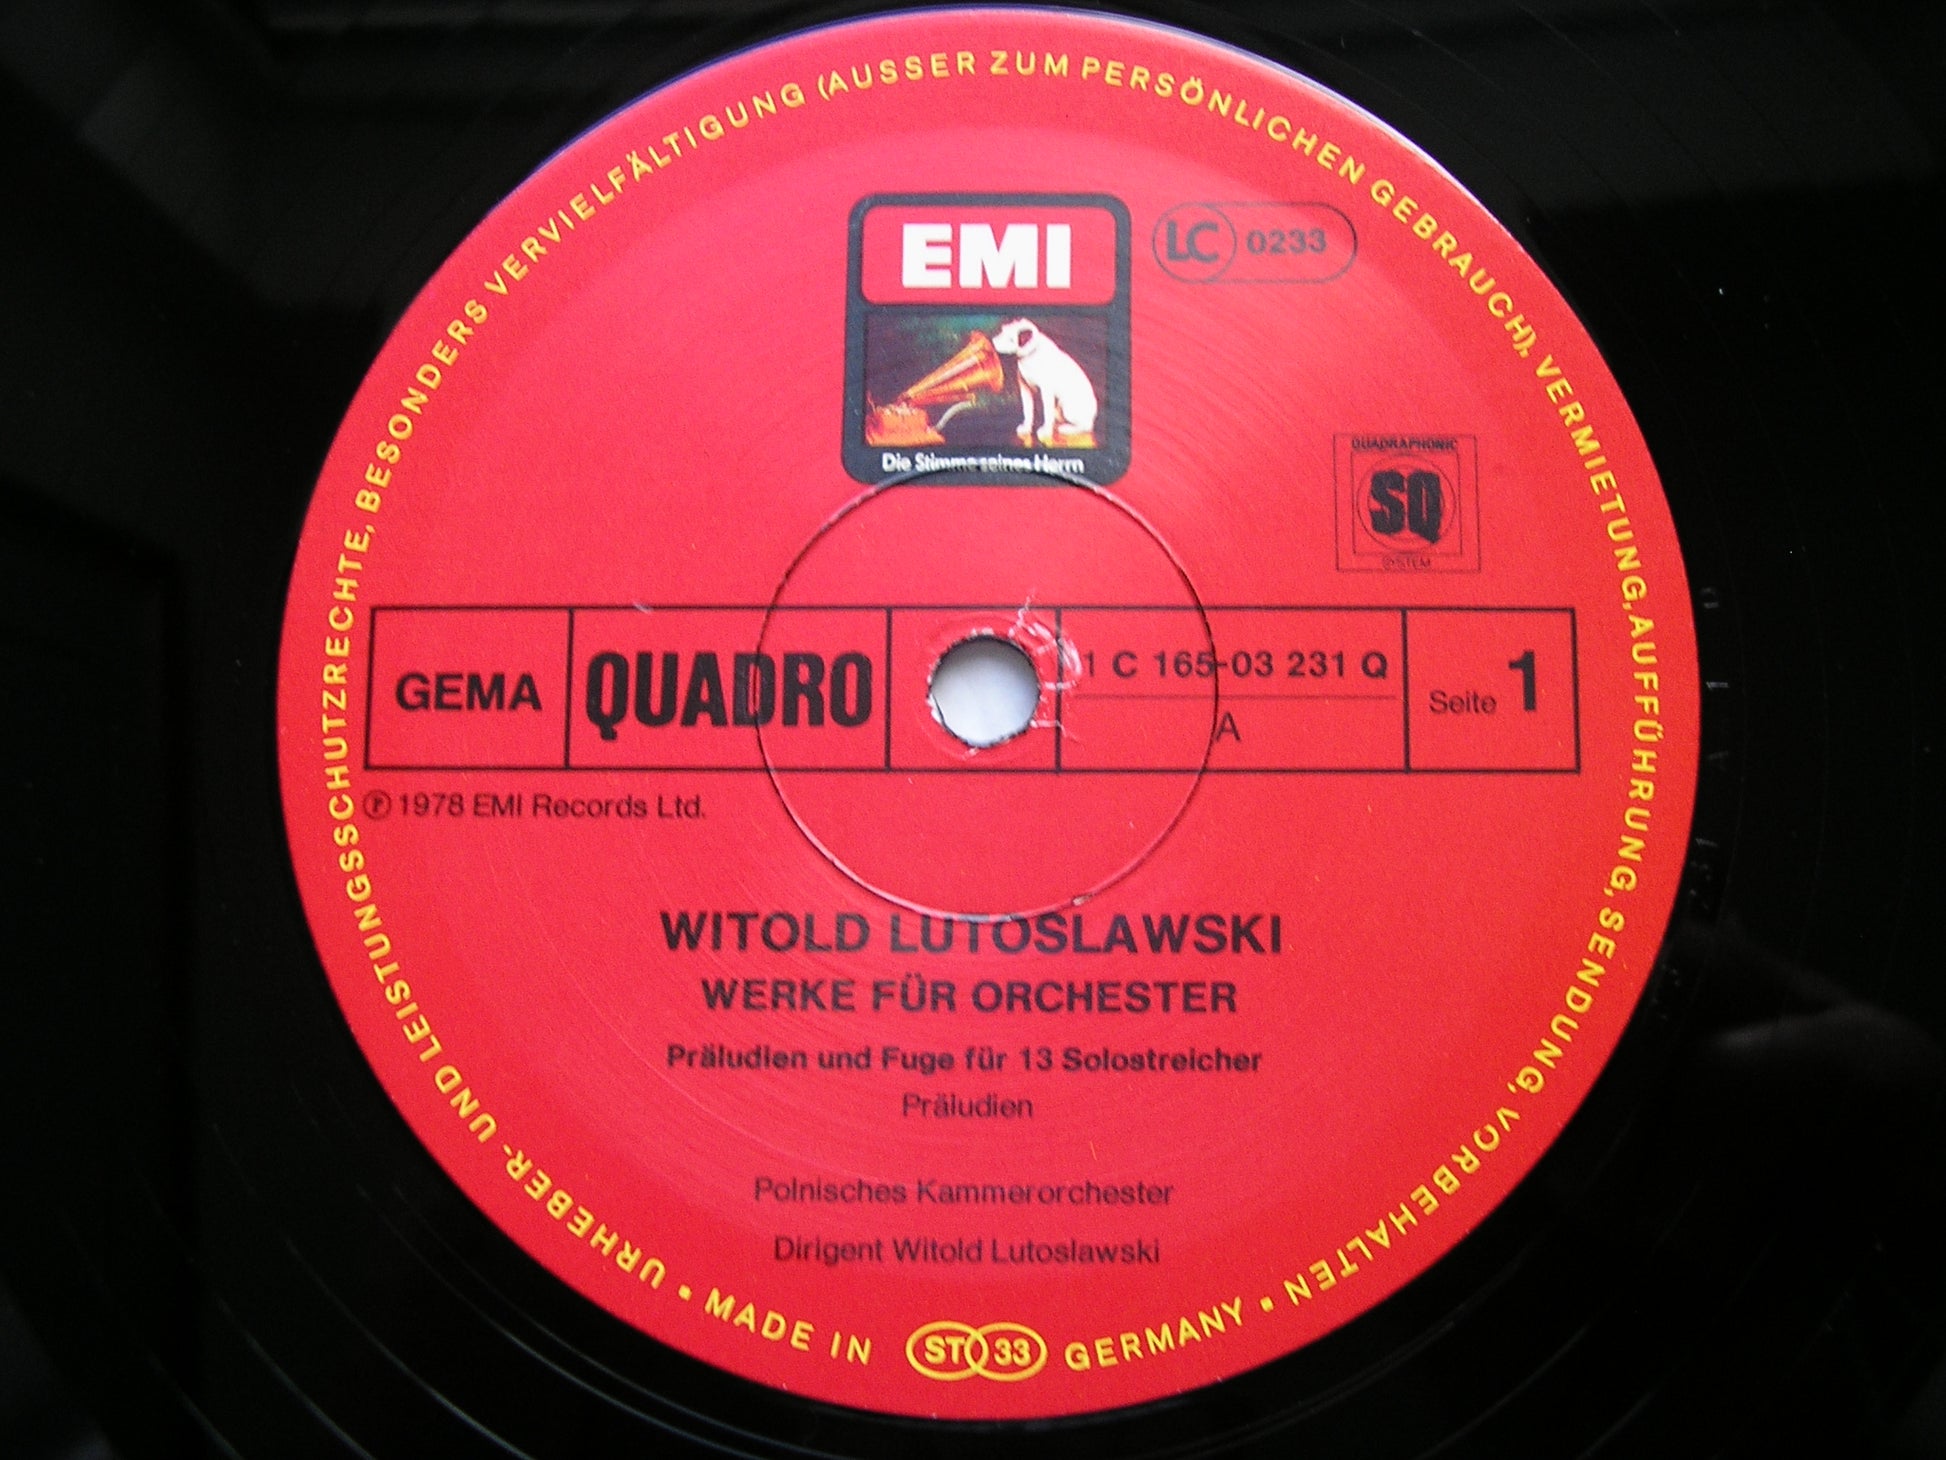 URHEBER- UND LEISTUNGSSCHUTZRECHTE, BESONDERS VERVIELFÄLTIGUNG (AUSSER ZUM PERSÖNLICHEN GEBRAUCH), VERMIETUNG, AUFFÜHRUNG, SENDUNG, VORBEHALTEN
EMI
LC 0233
Die Stimme seines Herrn
QUADRAPHONIC
SQ
SYSTEM
GEMA
QUADRO
1 C 165-03 231 Q
A
Seite 1
℗ 1978 EMI Records Ltd.
WITOLD LUTOSLAWSKI
WERKE FÜR ORCHESTER
Präludien und Fuge für 13 Solostreicher
Präludien
Polnisches Kammerorchester
Dirigent Witold Lutoslawski
• MADE IN ST 33 GERMANY •